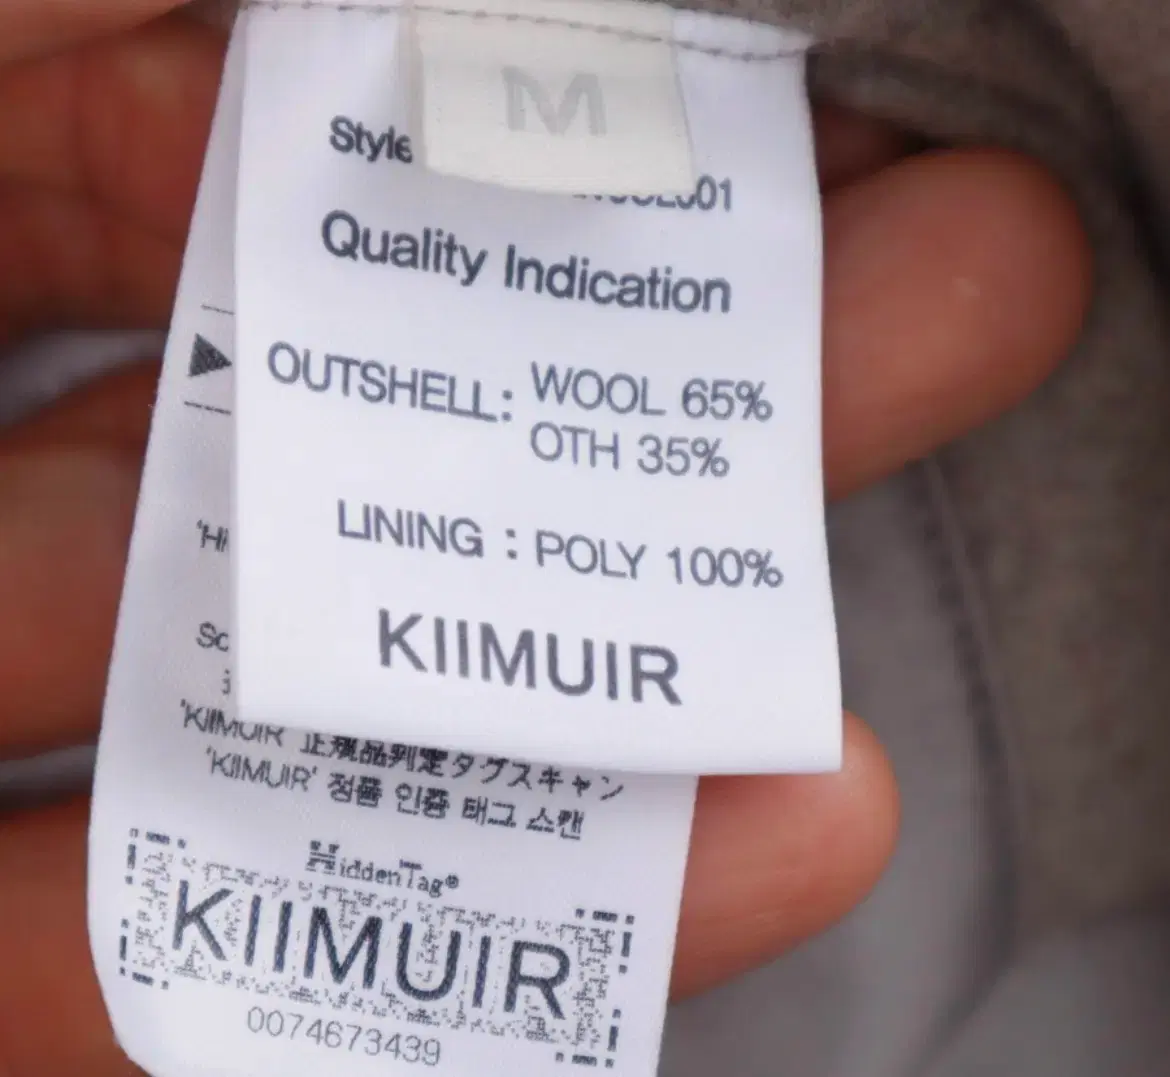 M
Style
01
Quality Indication
OUTSHELL: WOOL 65%
OTH 35%
LINING : POLY 100%
KIIMUIR
'KIIMUIR 正規品判定タグスキャン
'KIIMUIR' 정품 인증 태그 스캔
HiddenTag®
KIIMUIR
0074673439